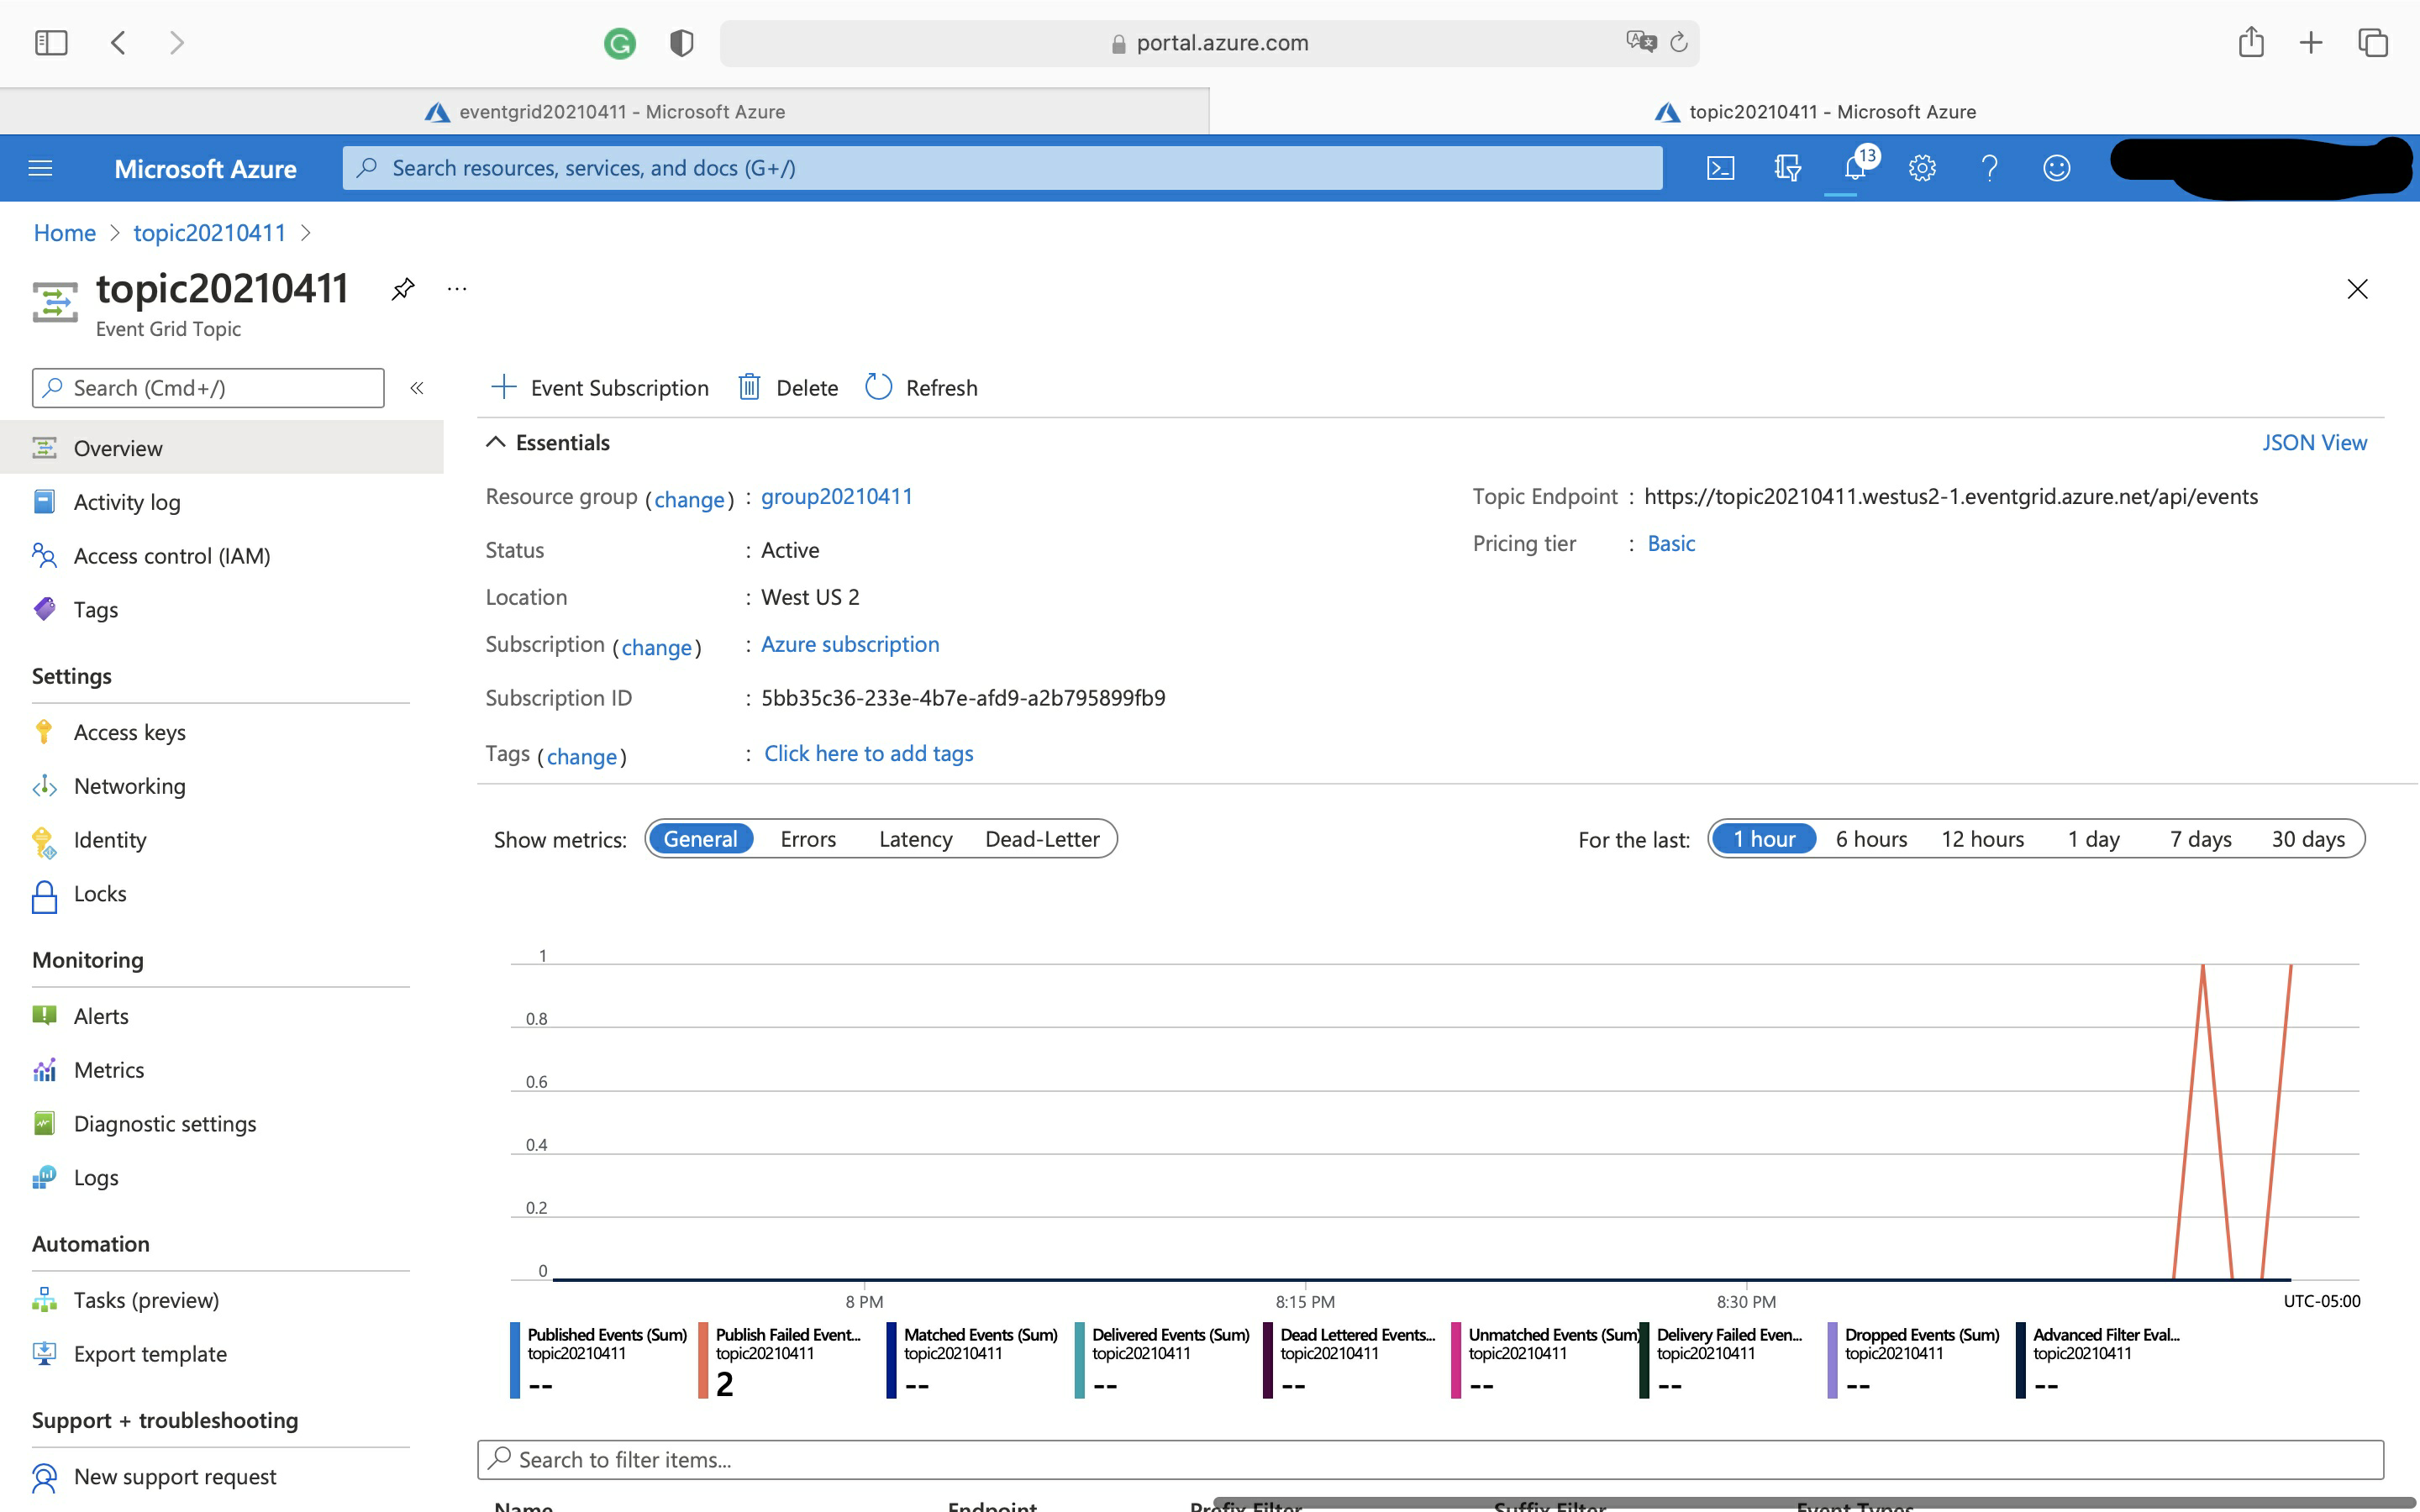 portal.azure.com
eventgrid20210411 - Microsoft Azure
topic20210411 - Microsoft Azure
Microsoft Azure
Search resources, services, and docs (G+/)
13
Home > topic20210411 >
topic20210411 ...
Event Grid Topic
Search (Cmd+/) «
Overview
Activity log
Access control (IAM)
Tags
Settings
Access keys
Networking
Identity
Locks
Monitoring
Alerts
Metrics
Diagnostic settings
Logs
Automation
Tasks (preview)
Export template
Support + troubleshooting
New support request
Event Subscription Delete Refresh
Essentials JSON View
Resource group (change) : group20210411
Status : Active
Location : West US 2
Subscription (change) : Azure subscription
Subscription ID : 5bb35c36-233e-4b7e-afd9-a2b795899fb9
Tags (change) : Click here to add tags
Topic Endpoint : https://topic20210411.westus2-1.eventgrid.azure.net/api/events
Pricing tier : Basic
Show metrics: General Errors Latency Dead-Letter
For the last: 1 hour 6 hours 12 hours 1 day 7 days 30 days
1
0.8
0.6
0.4
0.2
0
8 PM 8:15 PM 8:30 PM UTC-05:00
Published Events (Sum)
topic20210411
--
Publish Failed Event...
topic20210411
2
Matched Events (Sum)
topic20210411
--
Delivered Events (Sum)
topic20210411
--
Dead Lettered Events...
topic20210411
--
Unmatched Events (Sum)
topic20210411
--
Delivery Failed Even...
topic20210411
--
Dropped Events (Sum)
topic20210411
--
Advanced Filter Eval...
topic20210411
--
Search to filter items...
Name Endpoint Prefix Filter Suffix Filter Event Types